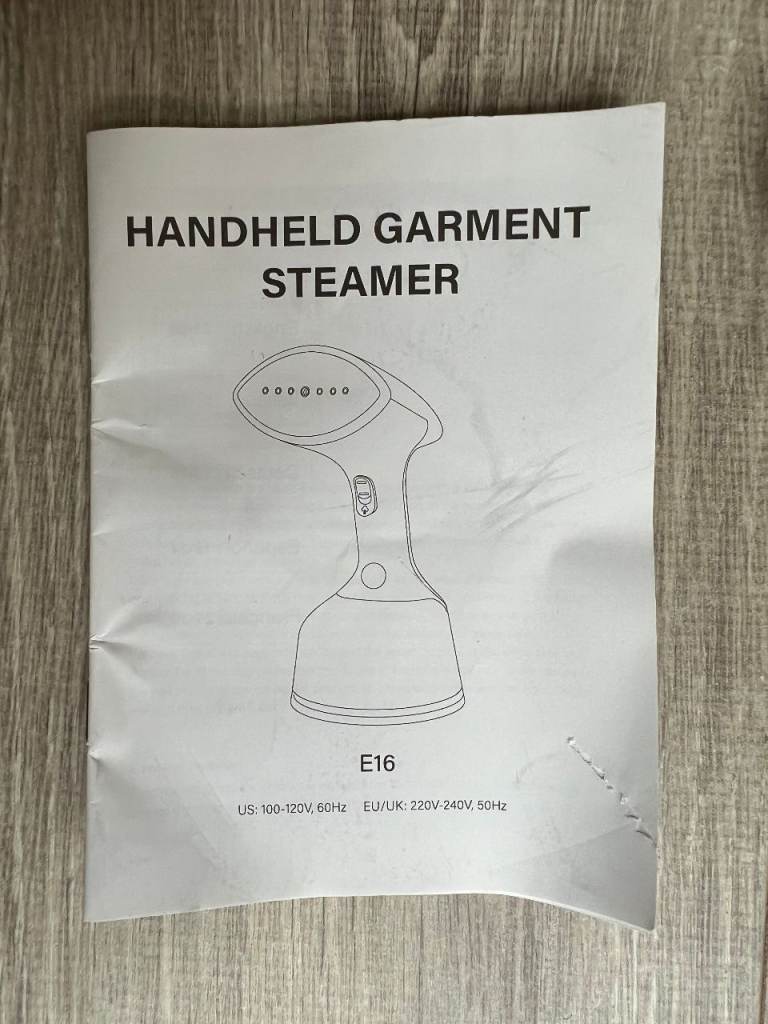 HANDHELD GARMENT
STEAMER
E16
US: 100-120V, 60Hz EU/UK: 220V-240V, 50Hz